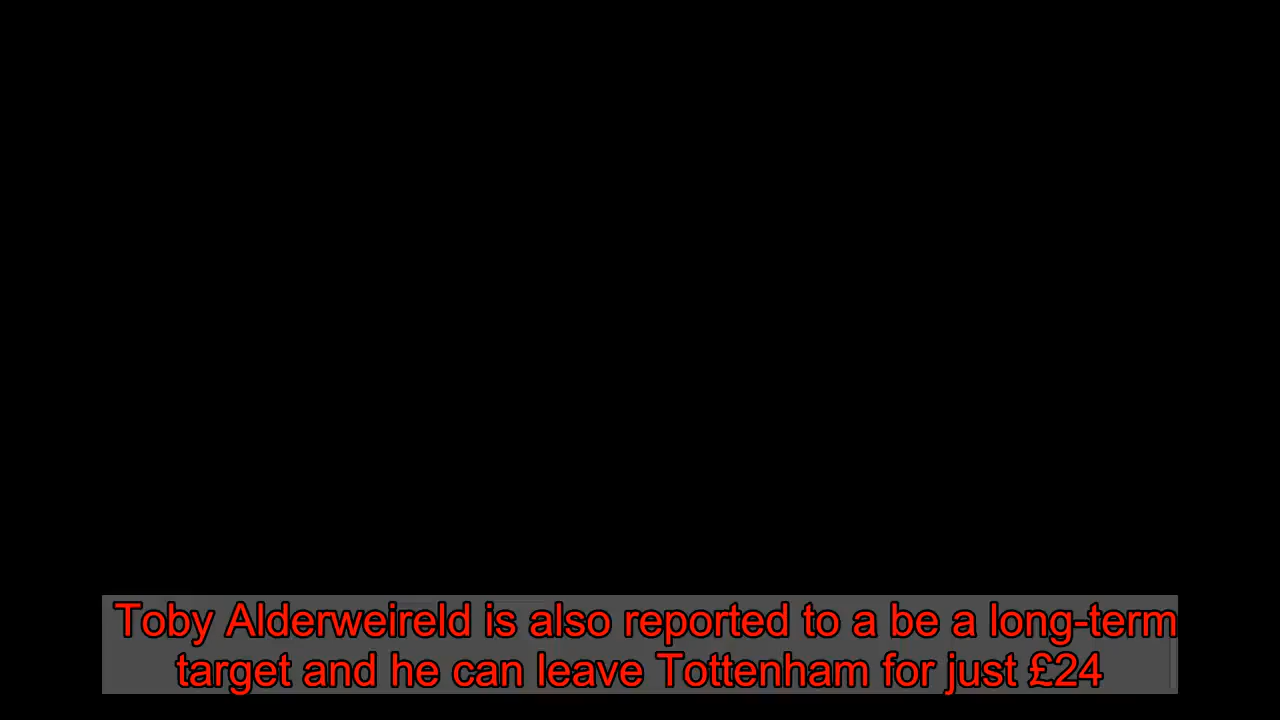 Toby Alderweireld is also reported to a be a long-term
target and he can leave Tottenham for just £24